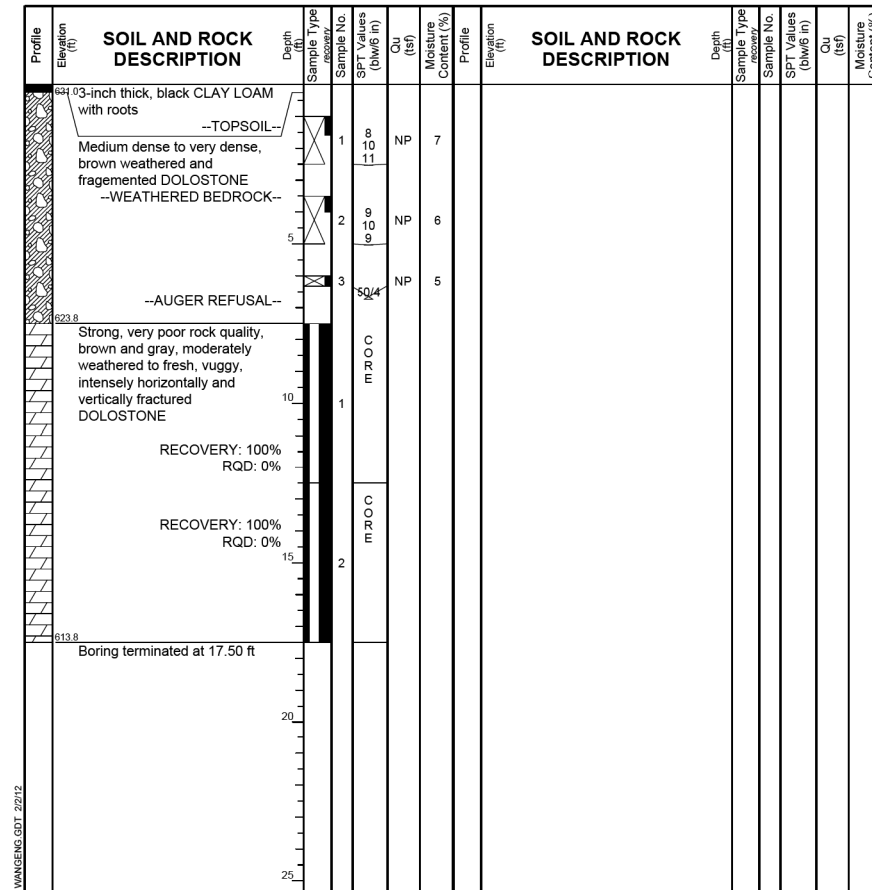 Profile
Elevation
(ft)
SOIL AND ROCK
DESCRIPTION
Depth
(ft)
Sample Type
recovery
Sample No.
SPT Values
(blw/6 in)
Qu
(tsf)
Moisture
Content (%)
Profile
Elevation
(ft)
SOIL AND ROCK
DESCRIPTION
Depth
(ft)
Sample Type
recovery
Sample No.
SPT Values
(blw/6 in)
Qu
(tsf)
Moisture
Content (%)
631.0 3-inch thick, black CLAY LOAM
with roots
--TOPSOIL--
Medium dense to very dense,
brown weathered and
fragemented DOLOSTONE
--WEATHERED BEDROCK--
1
8
10
11
NP
7
2
9
10
9
NP
6
5
3
50/4
NP
5
--AUGER REFUSAL--
623.8
Strong, very poor rock quality,
brown and gray, moderately
weathered to fresh, vuggy,
intensely horizontally and
vertically fractured
DOLOSTONE
10
1
C
O
R
E
RECOVERY: 100%
RQD: 0%
RECOVERY: 100%
RQD: 0%
15
2
C
O
R
E
613.8
Boring terminated at 17.50 ft
20
25
WANGENG.GDT 2/2/12